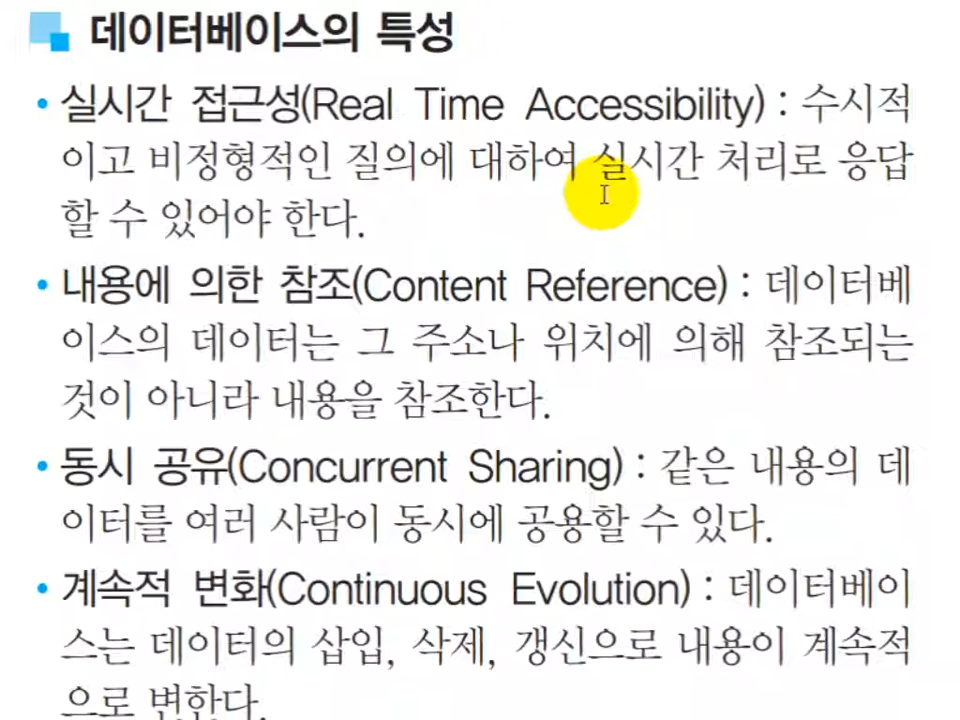 데이터베이스의 특성
• 실시간 접근성(Real Time Accessibility) : 수시적
이고 비정형적인 질의에 대하여 실시간 처리로 응답
할 수 있어야 한다.
• 내용에 의한 참조(Content Reference) : 데이터베
이스의 데이터는 그 주소나 위치에 의해 참조되는
것이 아니라 내용을 참조한다.
• 동시 공유(Concurrent Sharing) : 같은 내용의 데
이터를 여러 사람이 동시에 공용할 수 있다.
• 계속적 변화(Continuous Evolution) : 데이터베이
스는 데이터의 삽입, 삭제, 갱신으로 내용이 계속적
으로 변한다.